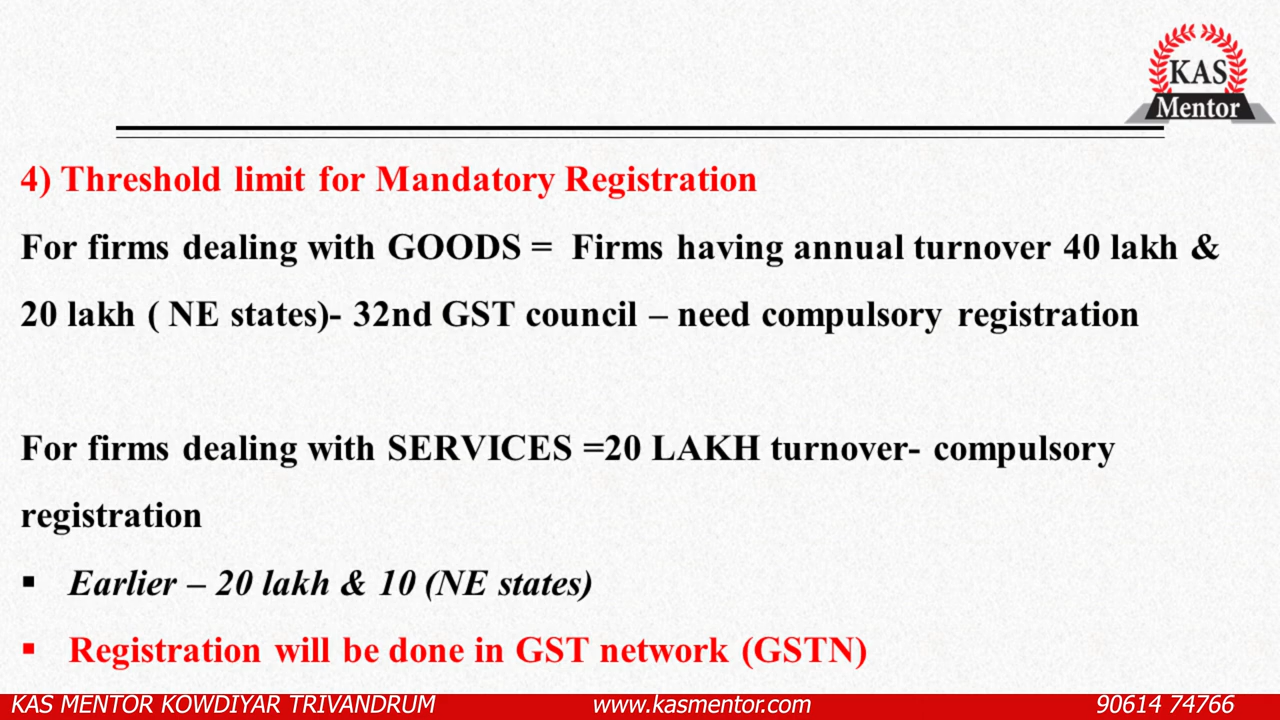 KAS
Mentor
4) Threshold limit for Mandatory Registration
For firms dealing with GOODS = Firms having annual turnover 40 lakh &
20 lakh ( NE states)- 32nd GST council – need compulsory registration
For firms dealing with SERVICES =20 LAKH turnover- compulsory
registration
▪ Earlier – 20 lakh & 10 (NE states)
▪ Registration will be done in GST network (GSTN)
KAS MENTOR KOWDIYAR TRIVANDRUM www.kasmentor.com 90614 74766